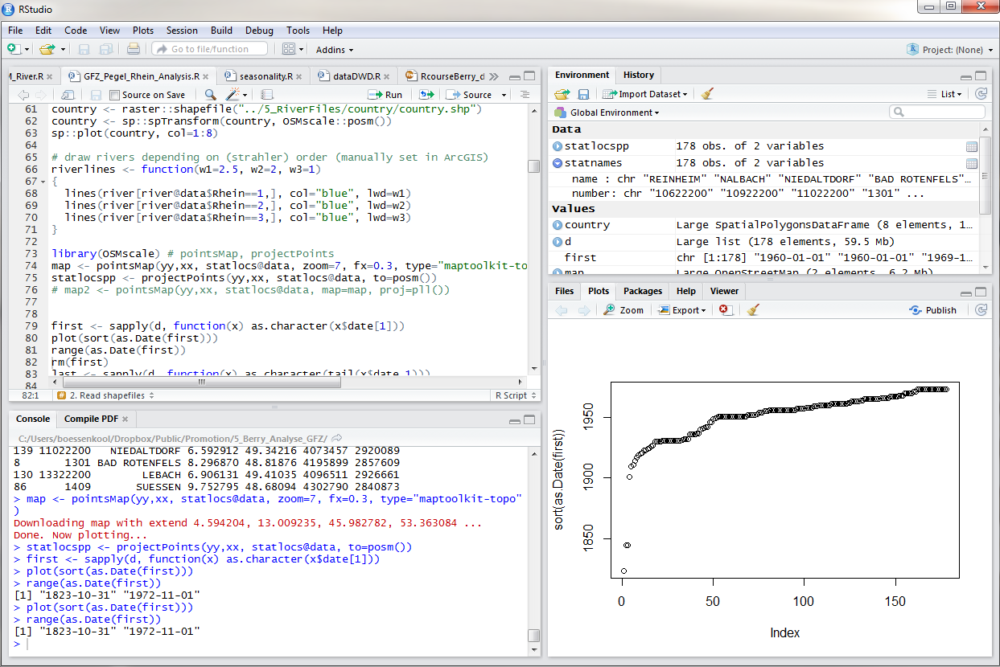 RStudio
File Edit Code View Plots Session Build Debug Tools Help
Go to file/function Addins Project: (None)
M_River.R GFZ_Pegel_Rhein_Analysis.R seasonality.R dataDWD.R RcourseBerry_d
Source on Save Run Source
61 country <- raster::shapefile("../5_RiverFiles/country/country.shp")
62 country <- sp::spTransform(country, OSMscale::posm())
63 sp::plot(country, col=1:8)
64
65 # draw rivers depending on (strahler) order (manually set in ArcGIS)
66 riverlines <- function(w1=2.5, w2=2, w3=1)
67 {
68 lines(river[river@data$Rhein==1,], col="blue", lwd=w1)
69 lines(river[river@data$Rhein==2,], col="blue", lwd=w2)
70 lines(river[river@data$Rhein==3,], col="blue", lwd=w3)
71 }
72
73 library(OSMscale) # pointsMap, projectPoints
74 map <- pointsMap(yy,xx, statlocs@data, zoom=7, fx=0.3, type="maptoolkit-to
75 statlocspp <- projectPoints(yy,xx, statlocs@data, to=posm())
76 # map2 <- pointsMap(yy,xx, statlocs@data, map=map, proj=pll())
77
78
79 first <- sapply(d, function(x) as.character(x$date[1]))
80 plot(sort(as.Date(first)))
81 range(as.Date(first))
82 rm(first)
83 last <- sapply(d, function(x) as.character(tail(x$date,1)))
84
82:1 2. Read shapefiles R Script
Console Compile PDF
C:/Users/boessenkool/Dropbox/Public/Promotion/5_Berry_Analyse_GFZ/
139 11022200 NIEDALTDORF 6.592912 49.34216 4073457 2920089
8 1301 BAD ROTENFELS 8.296870 48.81876 4195899 2857609
130 13322200 LEBACH 6.906131 49.41035 4096511 2926661
86 1409 SUESSEN 9.752795 48.68094 4302790 2840873
> map <- pointsMap(yy,xx, statlocs@data, zoom=7, fx=0.3, type="maptoolkit-topo"
)
Downloading map with extend 4.594204, 13.009235, 45.982782, 53.363084 ...
Done. Now plotting...
> statlocspp <- projectPoints(yy,xx, statlocs@data, to=posm())
> first <- sapply(d, function(x) as.character(x$date[1]))
> plot(sort(as.Date(first)))
> range(as.Date(first))
[1] "1823-10-31" "1972-11-01"
> plot(sort(as.Date(first)))
> range(as.Date(first))
[1] "1823-10-31" "1972-11-01"
>
Environment History
Import Dataset List
Global Environment
Data
statlocspp 178 obs. of 2 variables
statnames 178 obs. of 2 variables
name : chr "REINHEIM" "NALBACH" "NIEDALTDORF" "BAD ROTENFELS"…
number: chr "10622200" "10922200" "11022200" "1301" ...
Values
country Large SpatialPolygonsDataFrame (8 elements, 1…
d Large list (178 elements, 59.5 Mb)
first chr [1:178] "1960-01-01" "1960-01-01" "1969-1…
map Large OpenStreetMap (2 elements, 6.2 Mb)
Files Plots Packages Help Viewer
Zoom Export Publish
sort(as.Date(first))
1950
1900
1850
0 50 100 150
Index